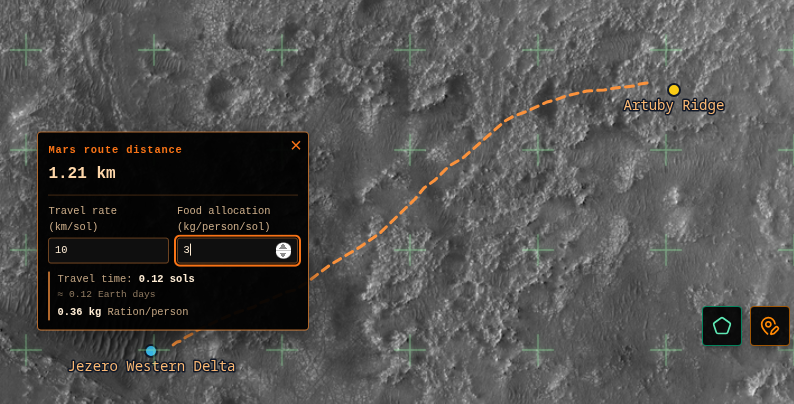 Artuby Ridge
Mars route distance
1.21 km
Travel rate
(km/sol)
Food allocation
(kg/person/sol)
10
3
Travel time: 0.12 sols
≈ 0.12 Earth days
0.36 kg Ration/person
Jezero Western Delta